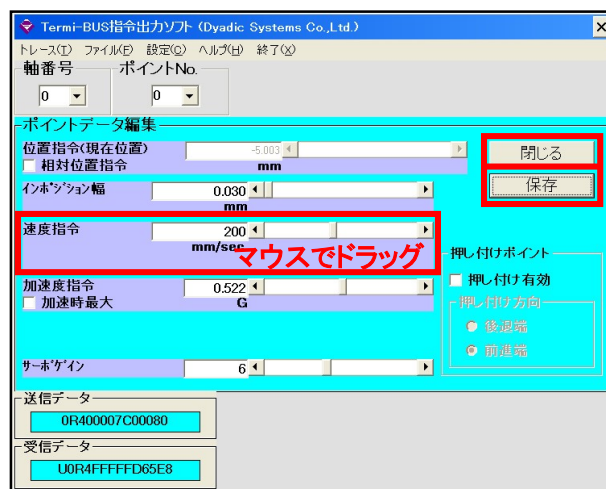 Termi-BUS指令出力ソフト (Dyadic Systems Co.,Ltd.)
トレース(T) ファイル(F) 設定(C) ヘルプ(H) 終了(X)
軸番号 ポイントNo.
0 0
ポイントデータ編集
位置指令(現在位置) -5.003
相対位置指令 mm
閉じる
インポジション幅 0.030
mm
保存
速度指令 200
mm/sec
マウスでドラッグ
押し付けポイント
加速度指令 0.522
押し付け有効
加速時最大 G
押し付け方向
後退端
前進端
サーボゲイン 6
送信データ
0R400007C00080
受信データ
U0R4FFFFFD65E8